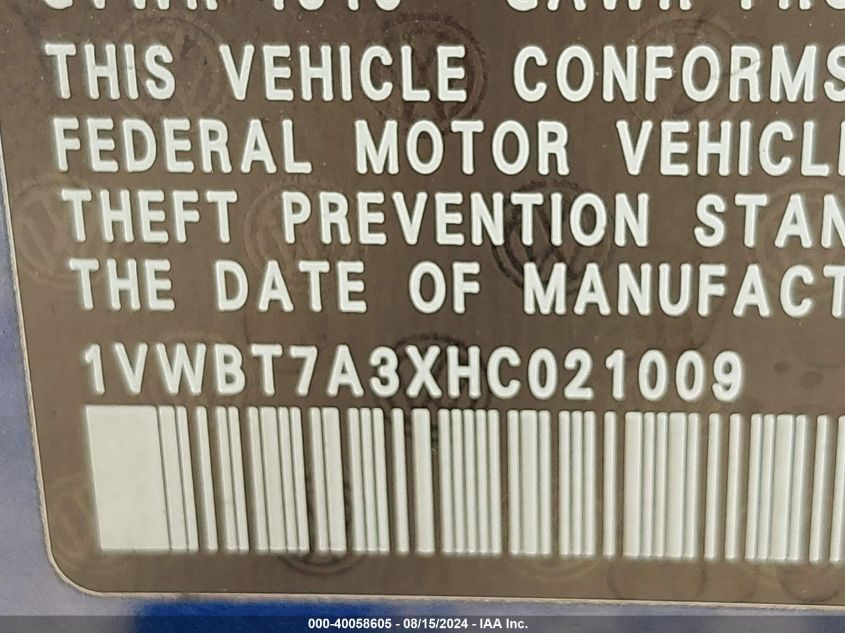 THIS VEHICLE CONFORMS
FEDERAL MOTOR VEHICLE
THEFT PREVENTION STAN
THE DATE OF MANUFACT
1VWBT7A3XHC021009
000-40058605 - 08/15/2024 - IAA Inc.